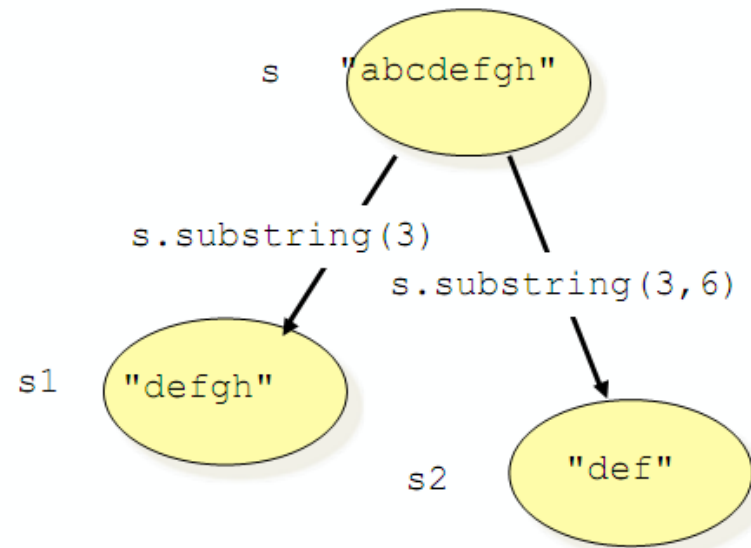 s "abcdefgh"
s.substring(3)
s.substring(3,6)
s1 "defgh"
s2 "def"